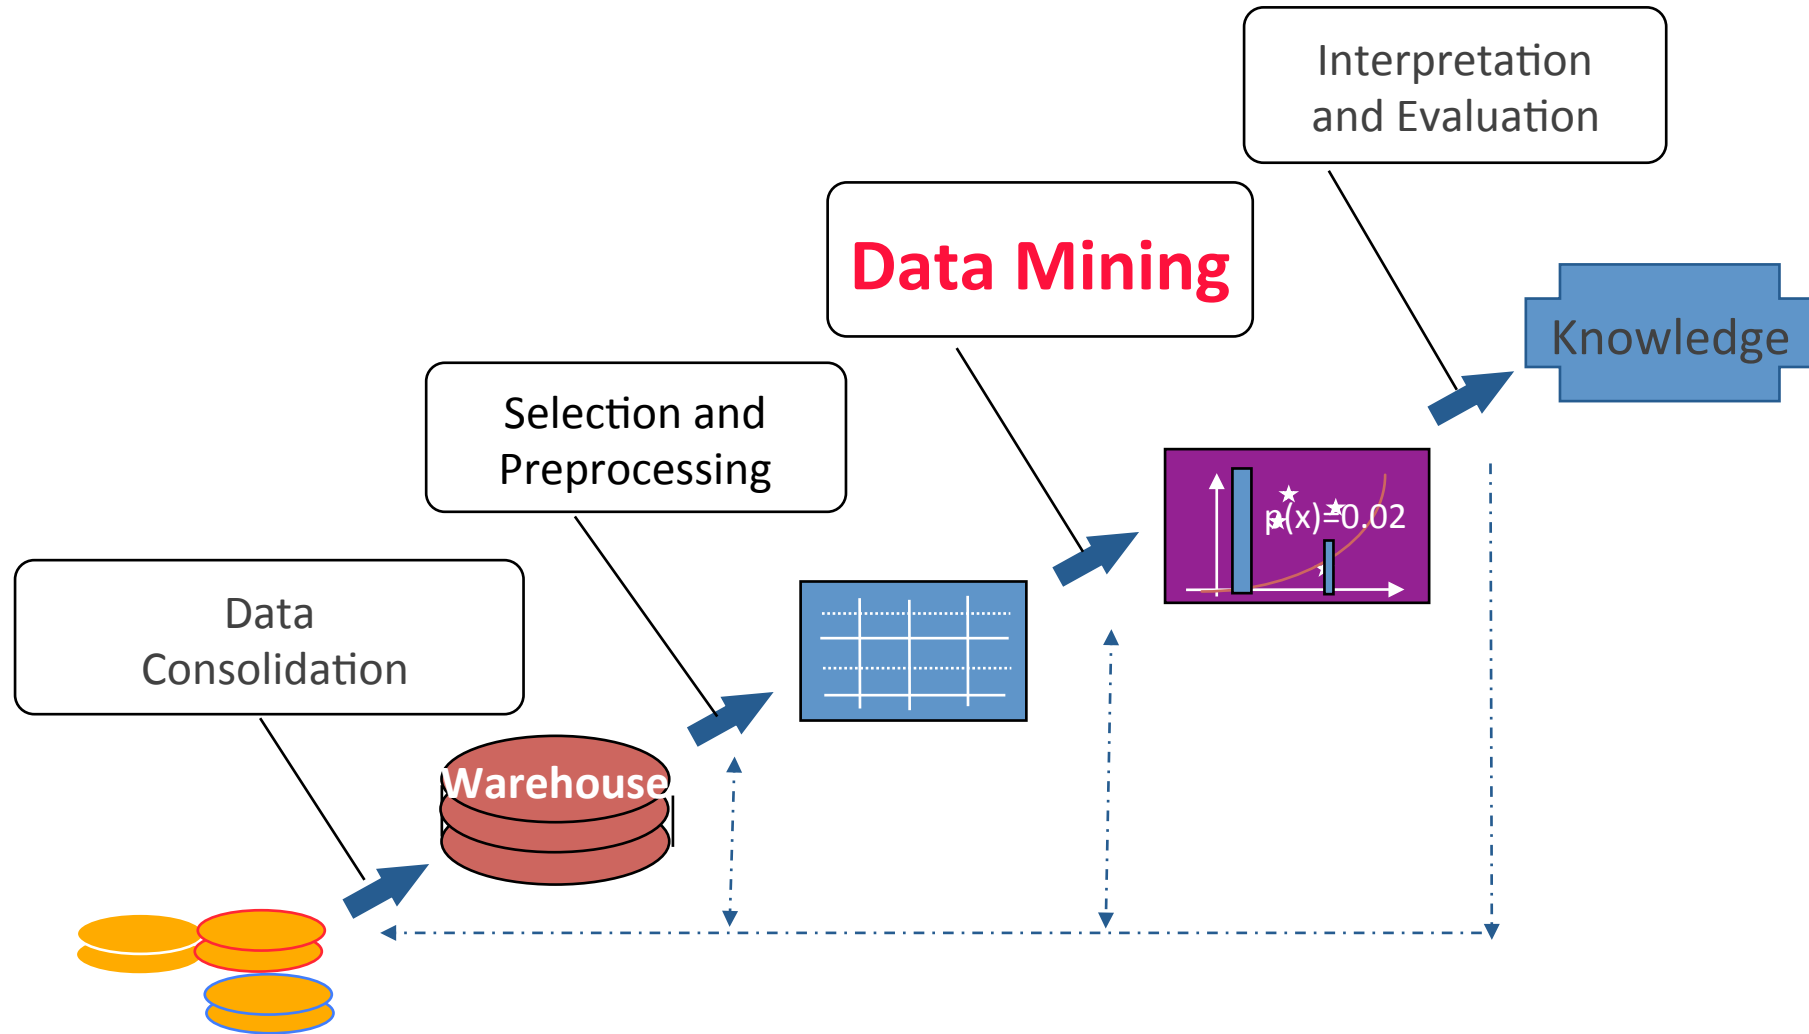 Interpretation
and Evaluation
Data Mining
Knowledge
Selection and
Preprocessing
p(x)=0.02
Data
Consolidation
Warehouse